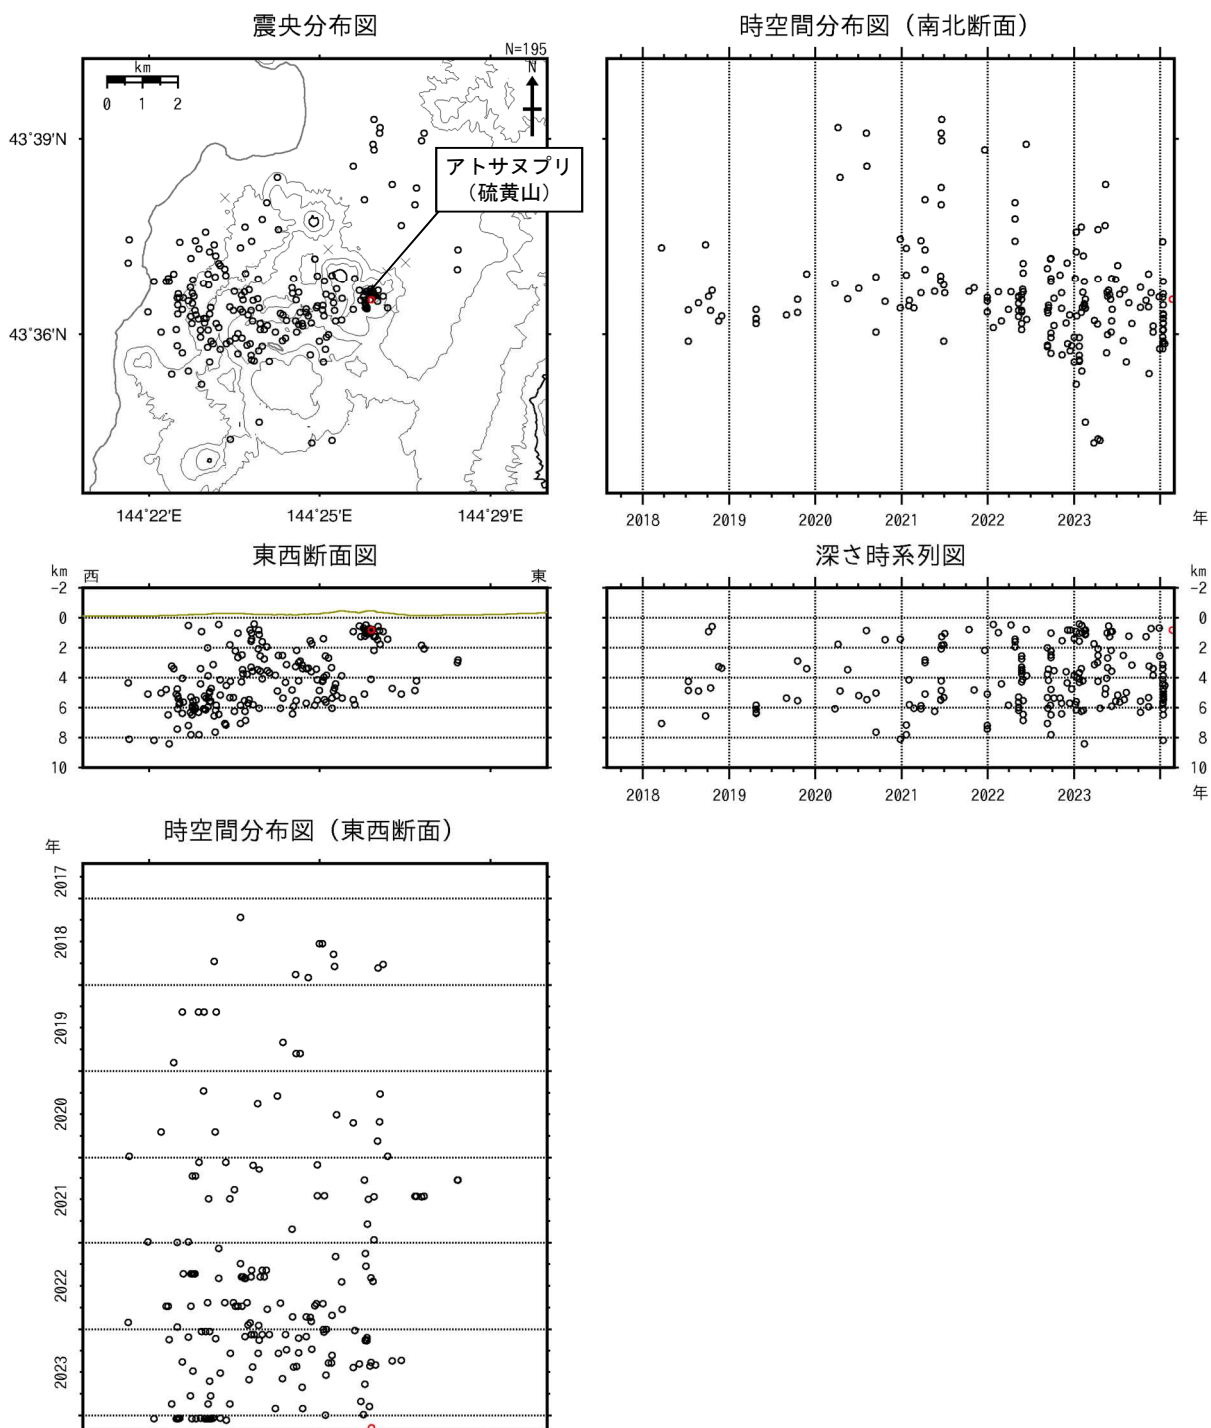 震央分布図
N=195
km
0 1 2
N
43°39′N
43°36′N
アトサヌプリ
（硫黄山）
144°22′E 144°25′E 144°29′E
時空間分布図（南北断面）
2018 2019 2020 2021 2022 2023 年
東西断面図
km 西 東
-2
0
2
4
6
8
10
深さ時系列図
km
-2
0
2
4
6
8
10
2018 2019 2020 2021 2022 2023 年
時空間分布図（東西断面）
年
2017
2018
2019
2020
2021
2022
2023